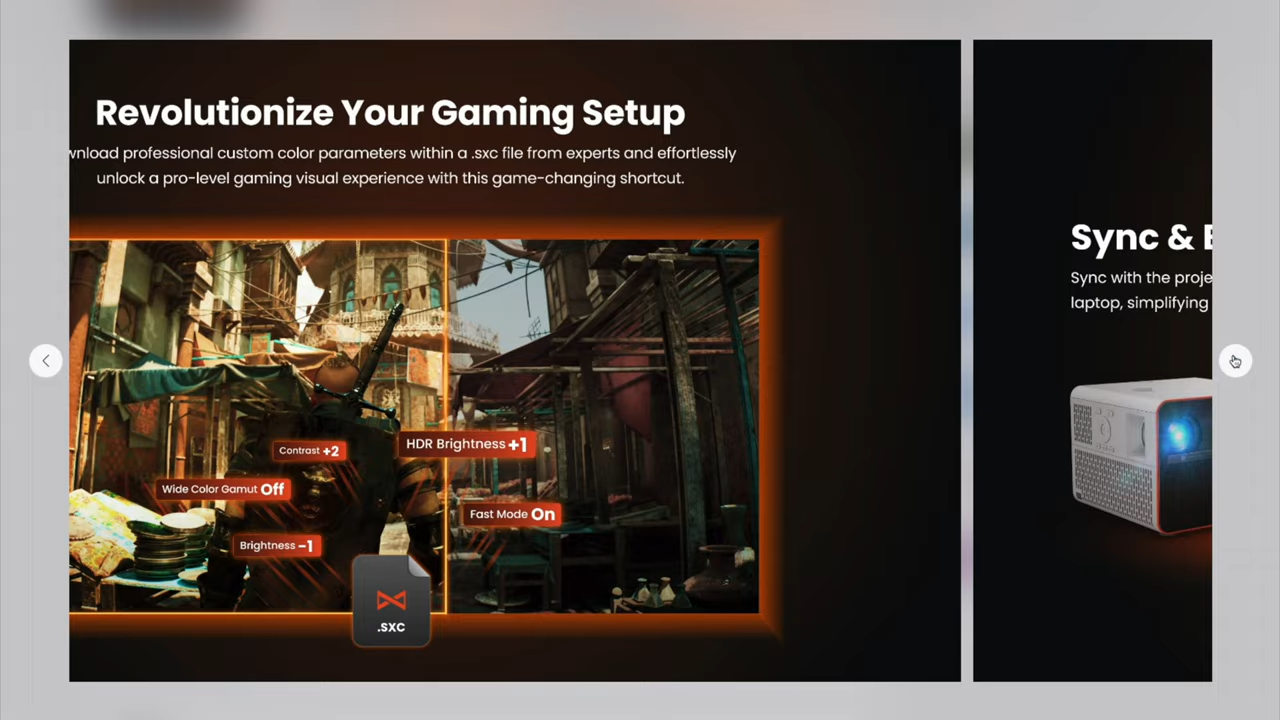 Revolutionize Your Gaming Setup
professional custom color parameters within a .sxc file from experts and effortlessly
unlock a pro-level gaming visual experience with this game-changing shortcut.
Contrast +2
HDR Brightness +1
Wide Color Gamut Off
Fast Mode On
Brightness -1
.SXC
Sync &
Sync with the
laptop, simplifying